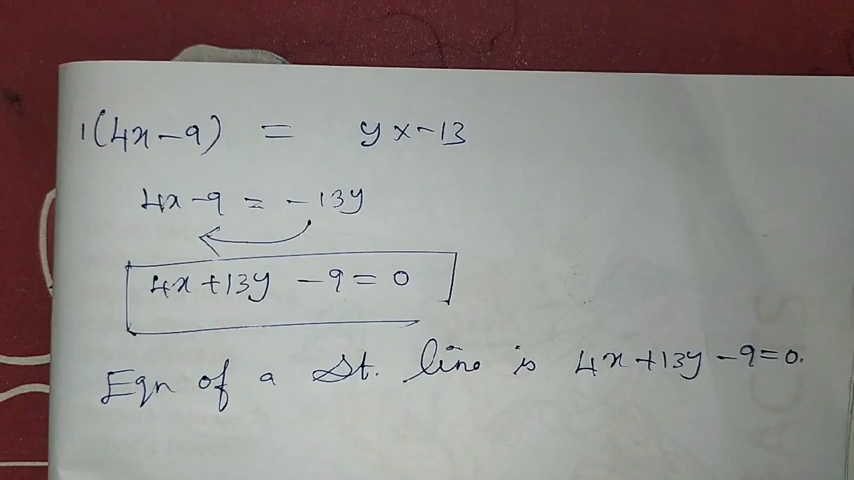 1(4x-9) = y x-13
4x-9 = -13y
4x+13y -9=0
Eqn of a St. line is 4x+13y-9=0.